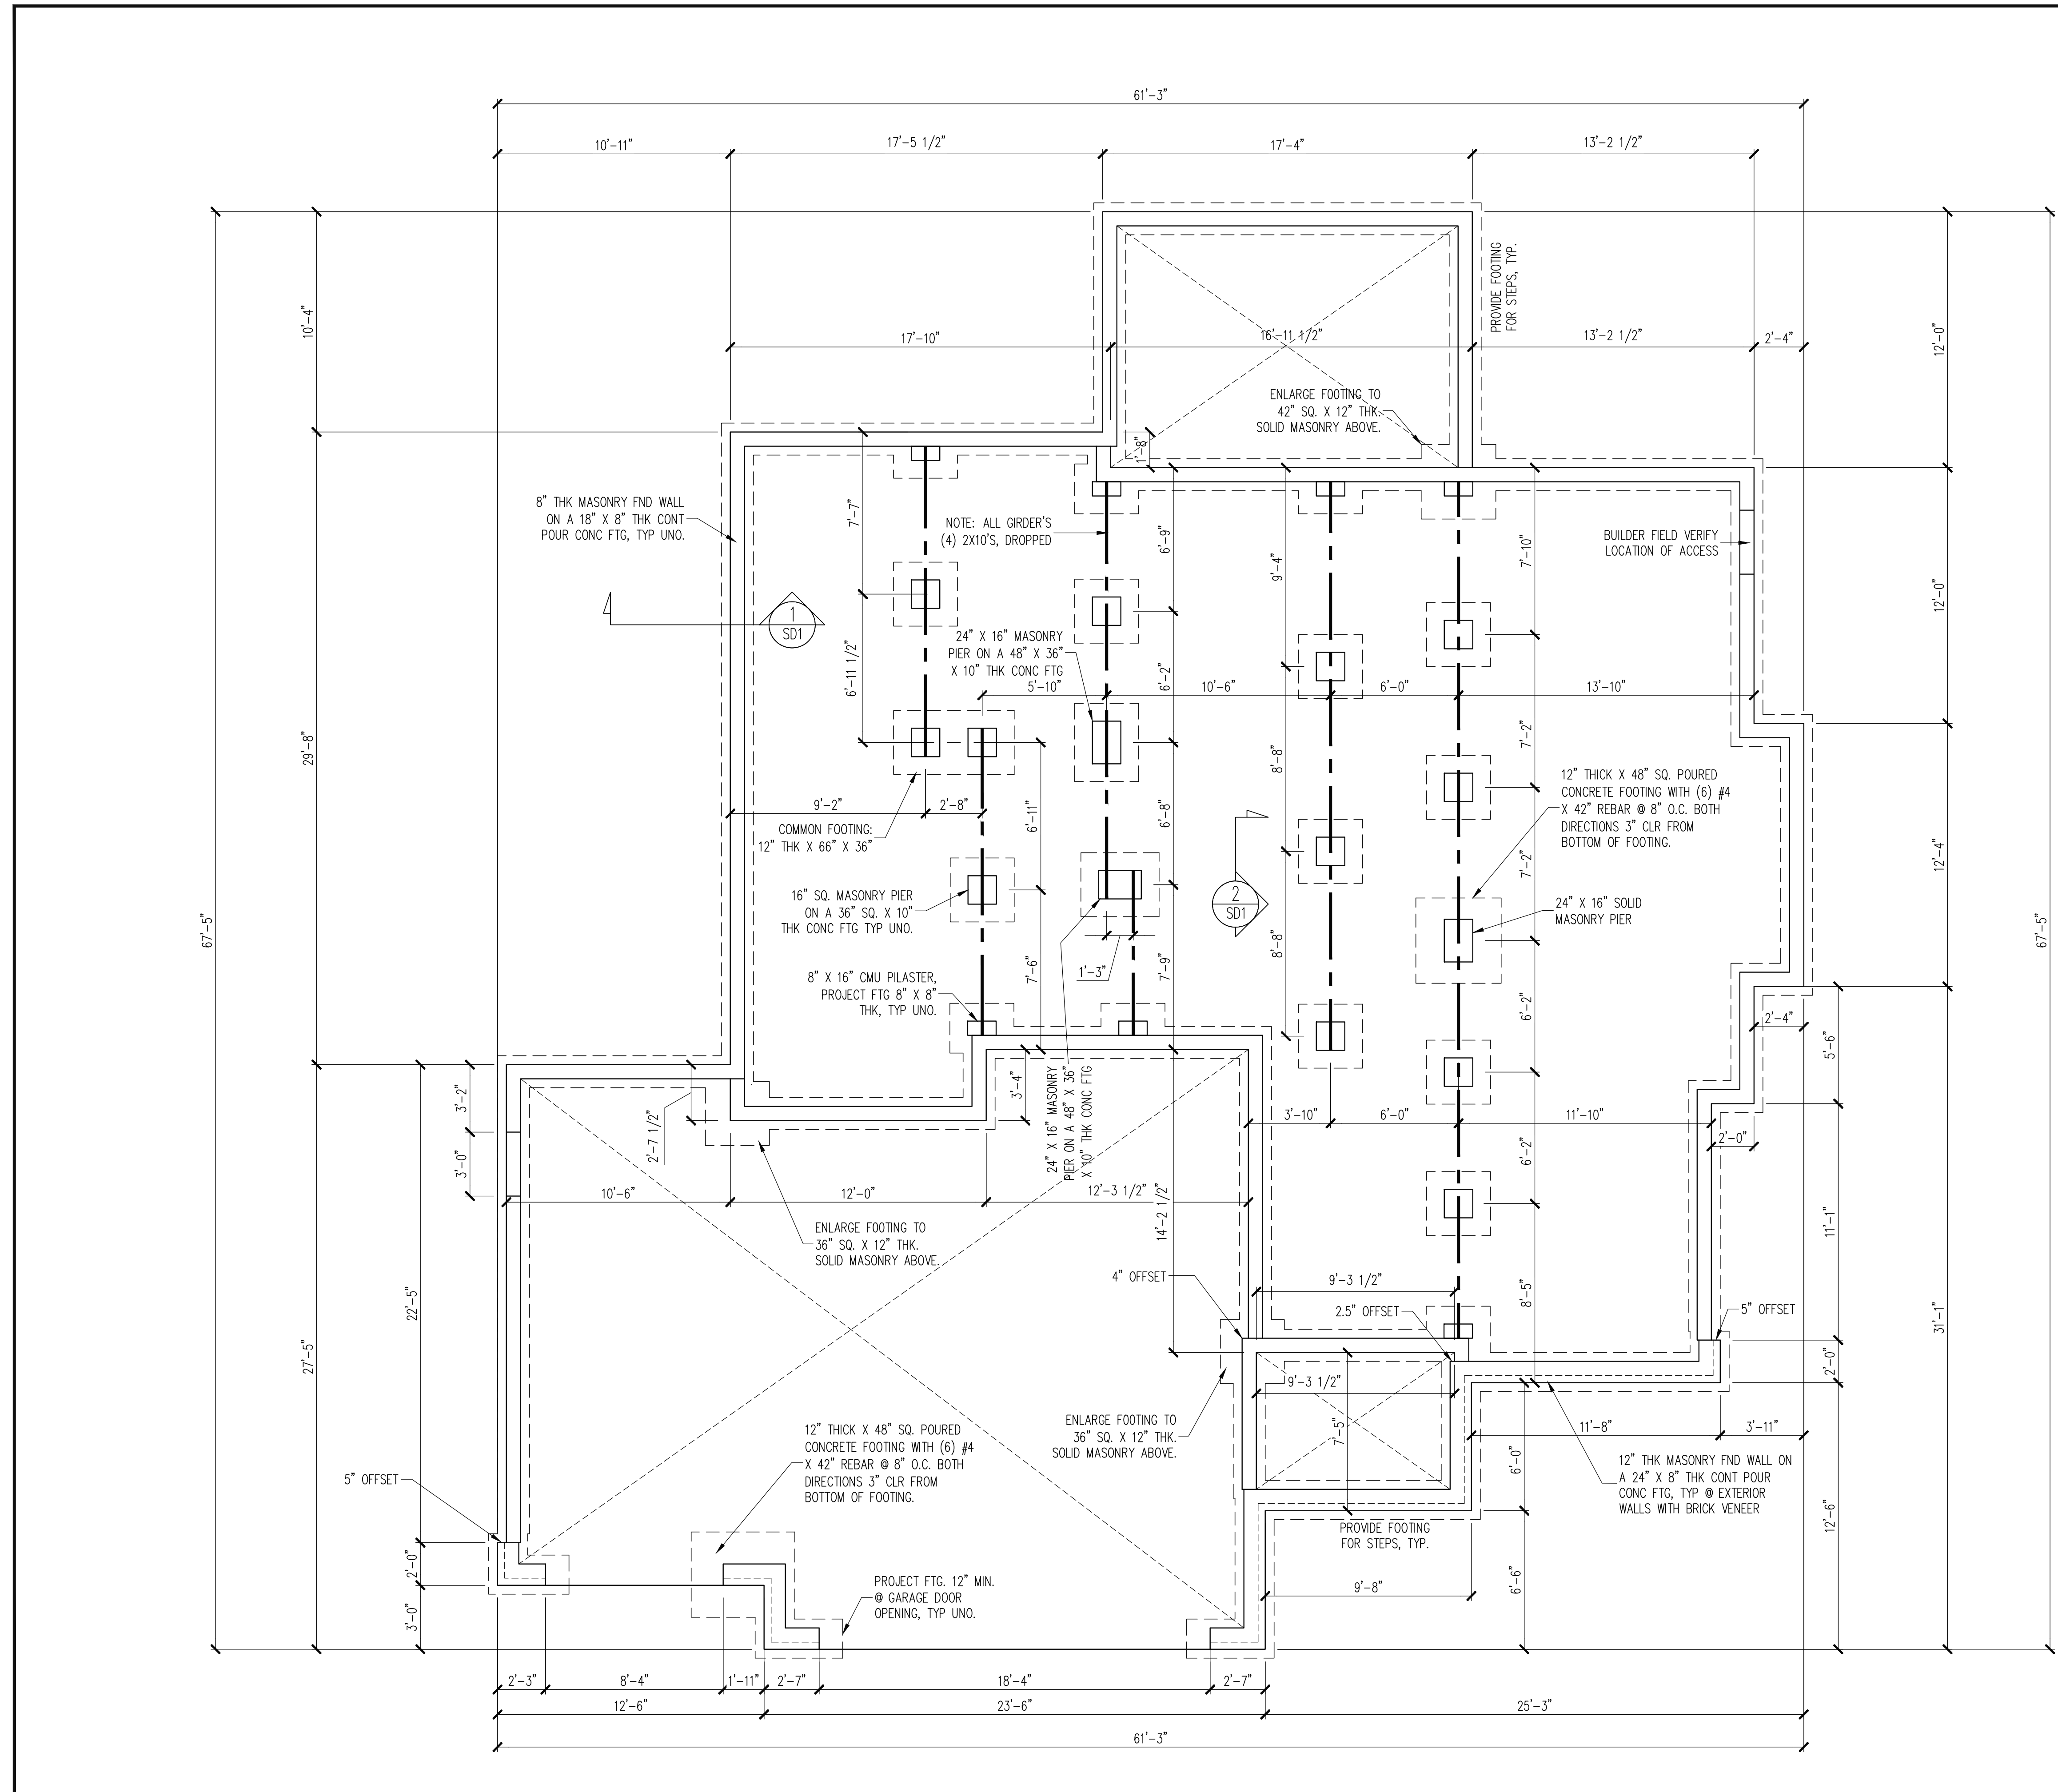 61'-3"
10'-11"
17'-5 1/2"
17'-4"
13'-2 1/2"
10'-4"
12'-0"
PROVIDE FOOTING
FOR STEPS, TYP.
17'-10"
16'-11 1/2"
13'-2 1/2"
2'-4"
ENLARGE FOOTING TO
42" SQ. X 12" THK.
SOLID MASONRY ABOVE.
1'-8"
8" THK MASONRY FND WALL
ON A 18" X 8" THK CONT
POUR CONC FTG, TYP UNO.
7'-7"
NOTE: ALL GIRDER'S
(4) 2X10'S, DROPPED
6'-9"
9'-4"
7'-10"
BUILDER FIELD VERIFY
LOCATION OF ACCESS
12'-0"
1
SD1
24" X 16" MASONRY
PIER ON A 48" X 36"
X 10" THK CONC FTG
6'-11 1/2"
6'-2"
5'-10"
10'-6"
6'-0"
13'-10"
29'-8"
8'-8"
7'-2"
12" THICK X 48" SQ. POURED
CONCRETE FOOTING WITH (6) #4
X 42" REBAR @ 8" O.C. BOTH
DIRECTIONS 3" CLR FROM
BOTTOM OF FOOTING.
9'-2"
2'-8"
6'-11"
6'-8"
COMMON FOOTING:
12" THK X 66" X 36"
7'-2"
12'-4"
67'-5"
67'-5"
16" SQ. MASONRY PIER
ON A 36" SQ. X 10"
THK CONC FTG TYP UNO.
2
SD1
24" X 16" SOLID
MASONRY PIER
1'-3"
7'-6"
7'-9"
8'-8"
8" X 16" CMU PILASTER,
PROJECT FTG 8" X 8"
THK, TYP UNO.
6'-2"
2'-4"
5'-6"
3'-2"
3'-0"
2'-7 1/2"
3'-4"
24" X 16" MASONRY
PIER ON A 48" X 36"
X 10" THK CONC FTG
3'-10"
6'-0"
11'-10"
2'-0"
6'-2"
10'-6"
12'-0"
12'-3 1/2"
14'-2 1/2"
11'-1"
ENLARGE FOOTING TO
36" SQ. X 12" THK.
SOLID MASONRY ABOVE.
4" OFFSET
9'-3 1/2"
2.5" OFFSET
8'-5"
5" OFFSET
22'-5"
27'-5"
31'-1"
2'-0"
9'-3 1/2"
7'-5"
ENLARGE FOOTING TO
36" SQ. X 12" THK.
SOLID MASONRY ABOVE.
11'-8"
3'-11"
12" THICK X 48" SQ. POURED
CONCRETE FOOTING WITH (6) #4
X 42" REBAR @ 8" O.C. BOTH
DIRECTIONS 3" CLR FROM
BOTTOM OF FOOTING.
5" OFFSET
6'-0"
12" THK MASONRY FND WALL ON
A 24" X 8" THK CONT POUR
CONC FTG, TYP @ EXTERIOR
WALLS WITH BRICK VENEER
12'-6"
PROVIDE FOOTING
FOR STEPS, TYP.
2'-0"
3'-0"
PROJECT FTG. 12" MIN.
@ GARAGE DOOR
OPENING, TYP UNO.
9'-8"
6'-6"
2'-3"
8'-4"
1'-11"
2'-7"
18'-4"
2'-7"
12'-6"
23'-6"
25'-3"
61'-3"